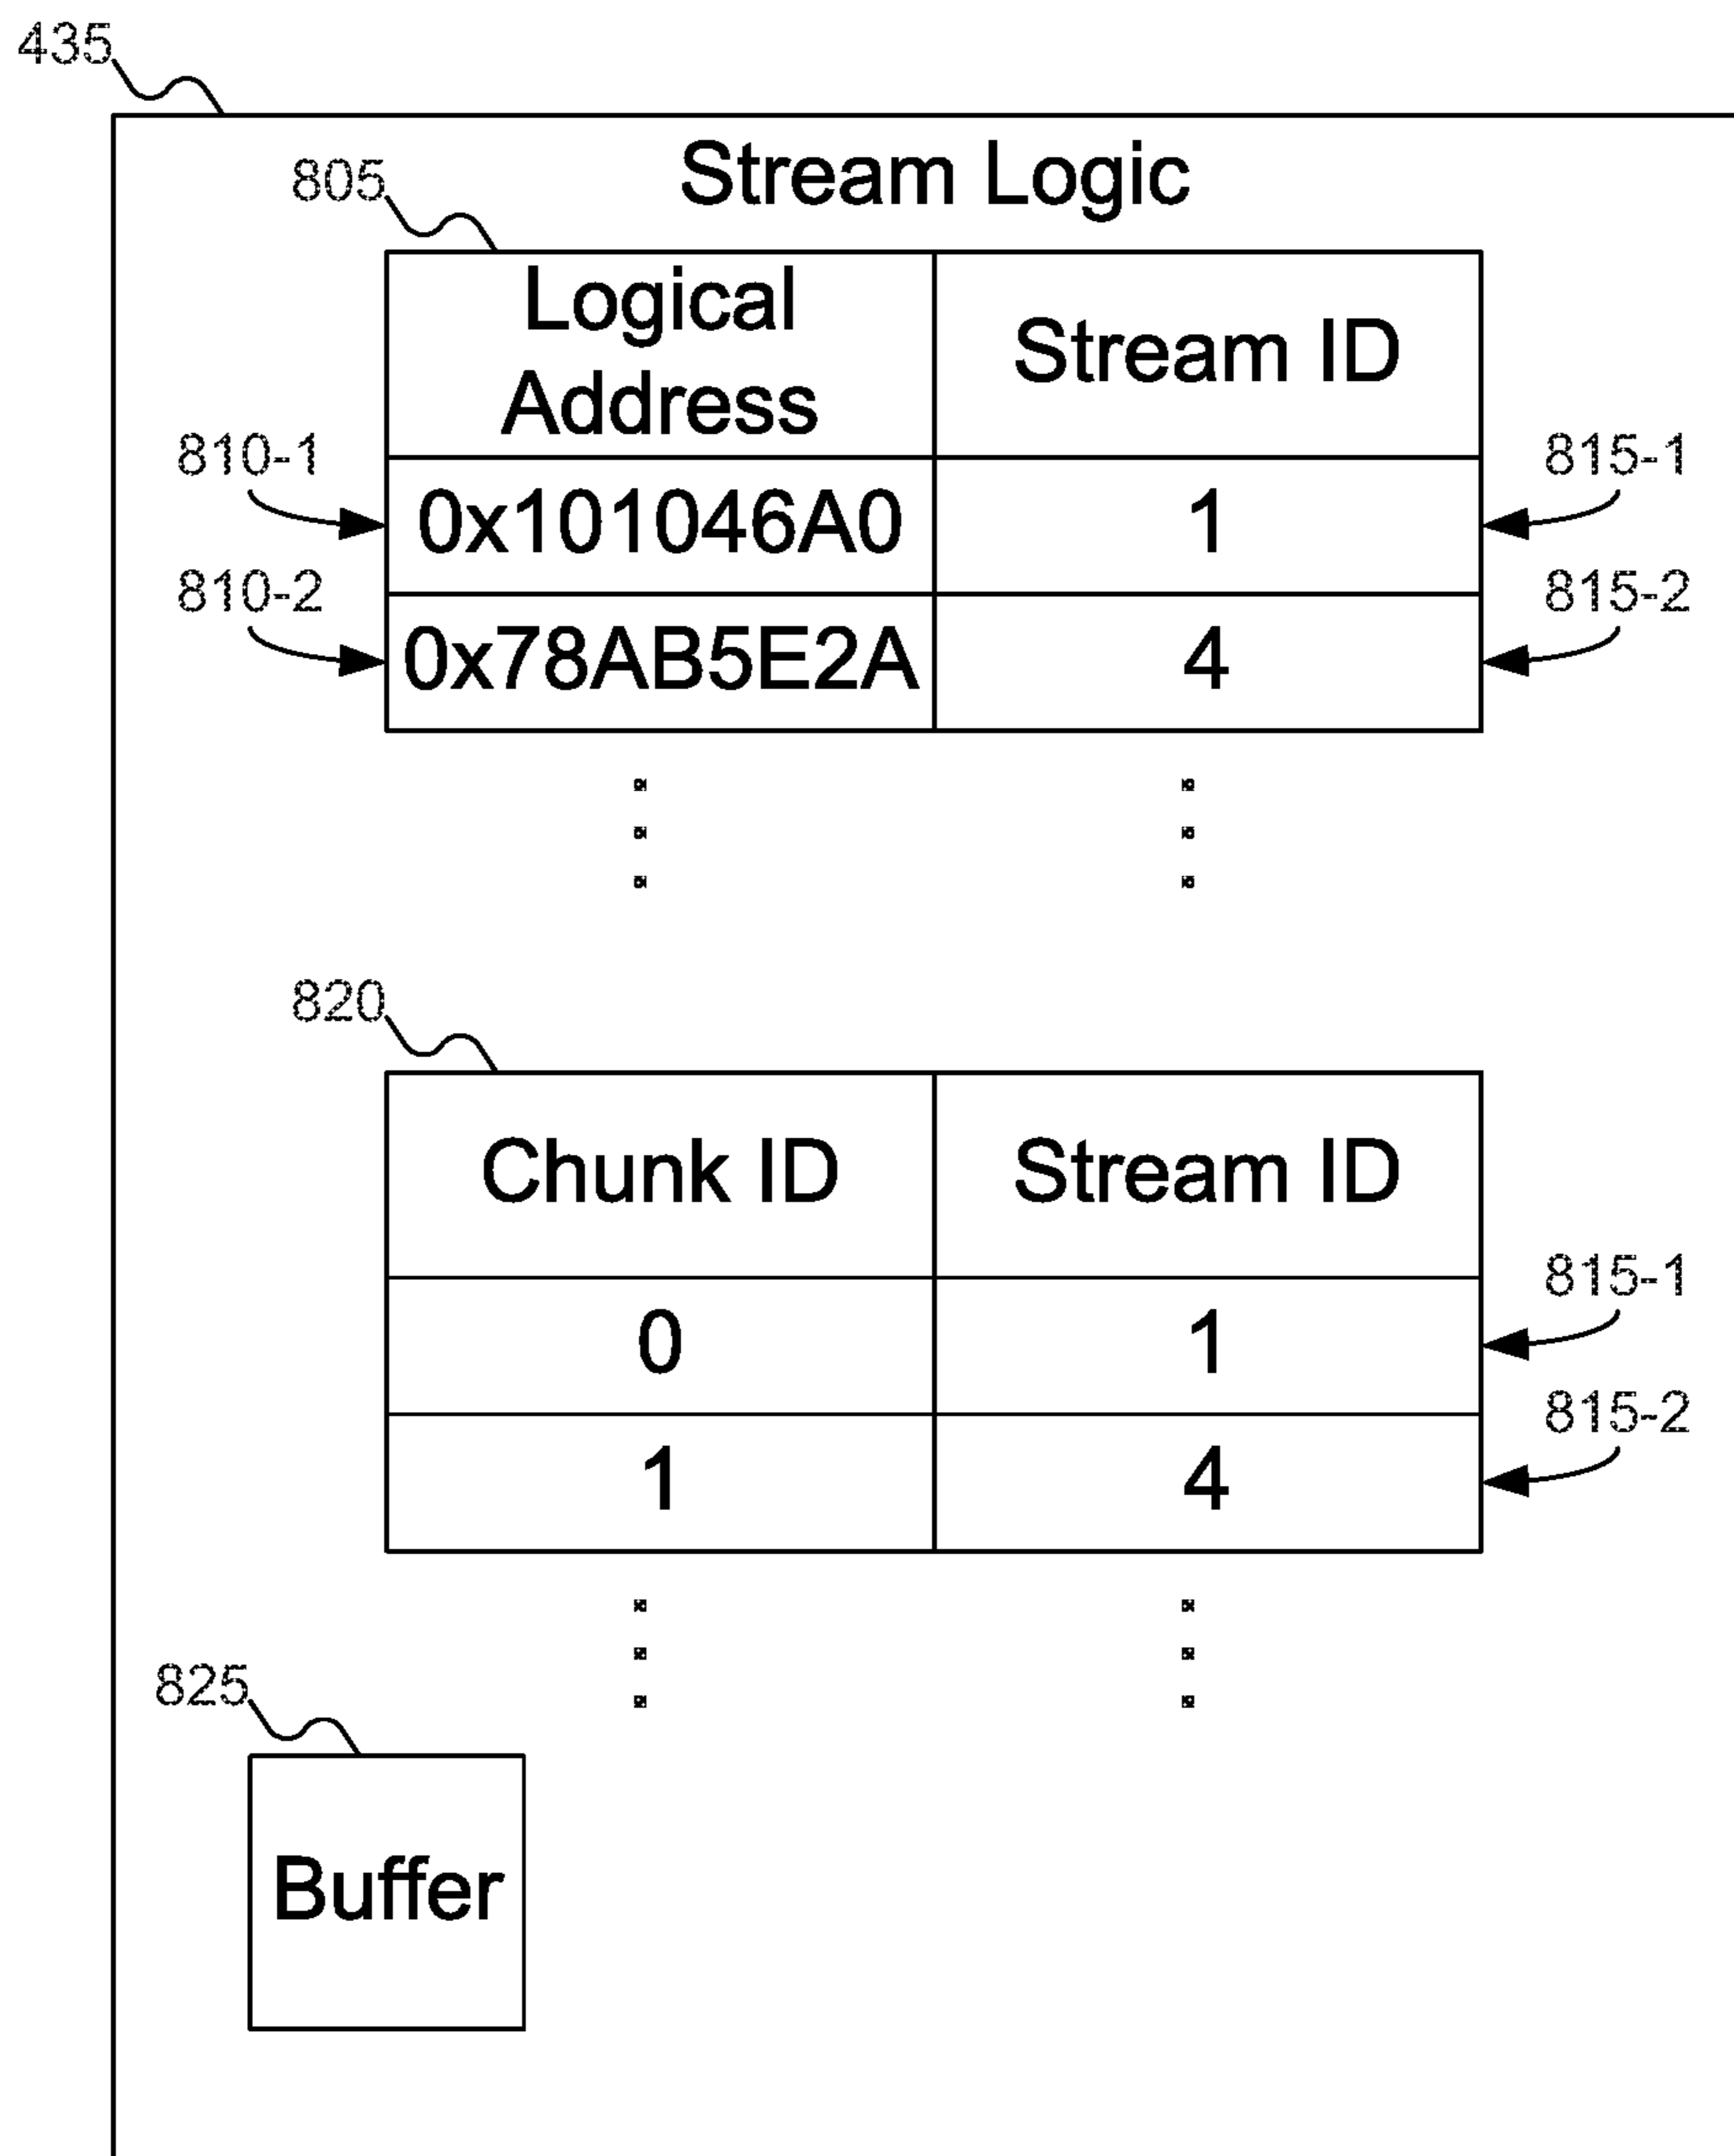 435
Stream Logic
805
Logical
Address
Stream ID
810-1
0x101046A0
1
815-1
810-2
0x78AB5E2A
4
815-2
820
Chunk ID
Stream ID
0
1
815-1
1
4
815-2
825
Buffer